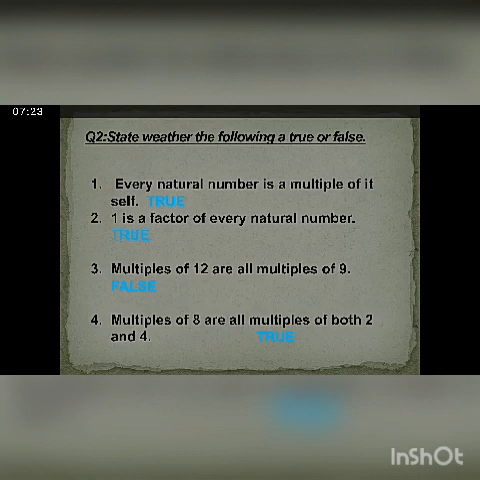 07:23
Q2:State weather the following a true or false.
1. Every natural number is a multiple of it
self. TRUE
2. 1 is a factor of every natural number.
TRUE
3. Multiples of 12 are all multiples of 9.
FALSE
4. Multiples of 8 are all multiples of both 2
and 4. TRUE
InShOt